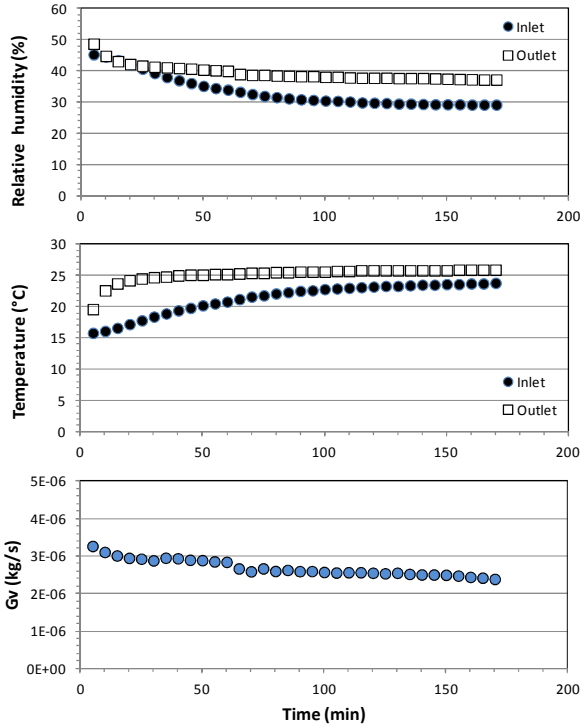 Relative humidity (%)
60
50
40
30
20
10
0
Inlet
Outlet
0
50
100
150
200
Temperature (°C)
30
25
20
15
10
5
0
Inlet
Outlet
0
50
100
150
200
Gv (kg/s)
5E-06
4E-06
3E-06
2E-06
1E-06
0E+00
0
50
100
150
200
Time (min)